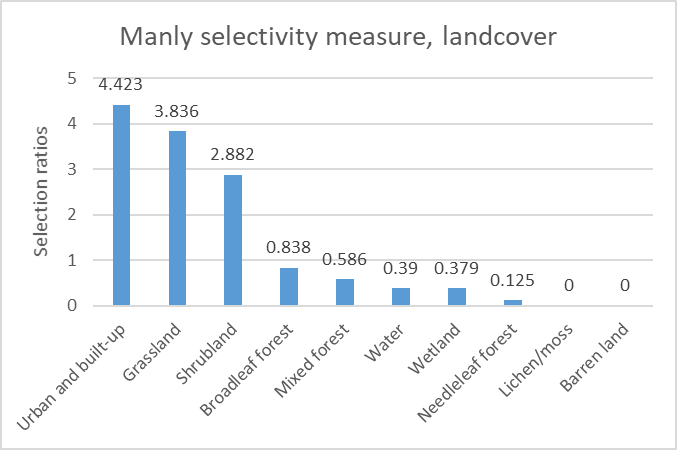 Manly selectivity measure, landcover
Selection ratios
5
4
3
2
1
0
4.423
3.836
2.882
0.838
0.586
0.39
0.379
0.125
0
0
Urban and built-up
Grassland
Shrubland
Broadleaf forest
Mixed forest
Water
Wetland
Needleleaf forest
Lichen/moss
Barren land